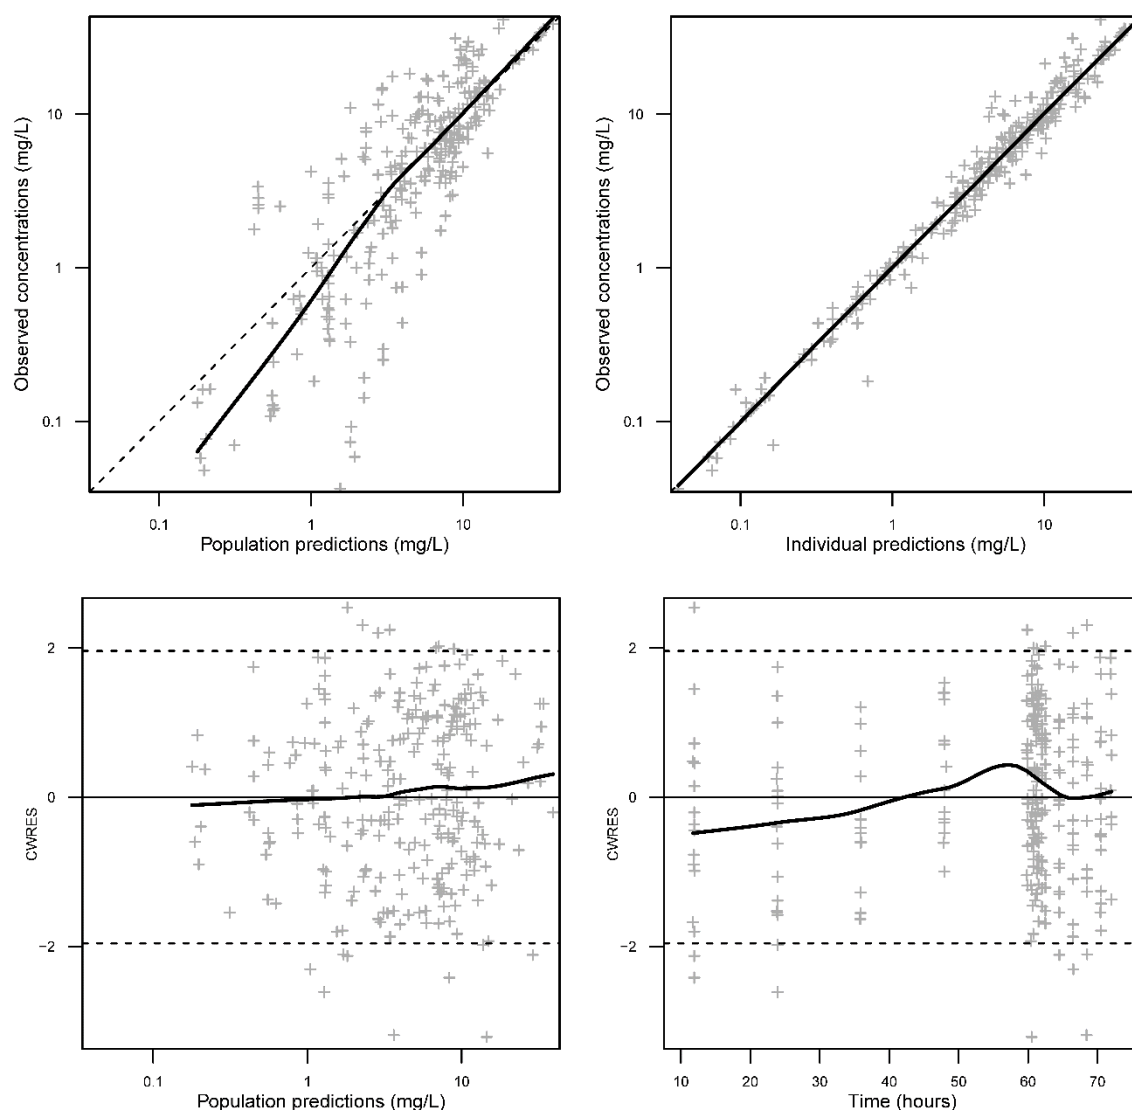 Observed concentrations (mg/L)
10
1
0.1
0.1 1 10
Population predictions (mg/L)
Observed concentrations (mg/L)
10
1
0.1
0.1 1 10
Individual predictions (mg/L)
CWRES
2
0
−2
0.1 1 10
Population predictions (mg/L)
CWRES
2
0
−2
10 20 30 40 50 60 70
Time (hours)